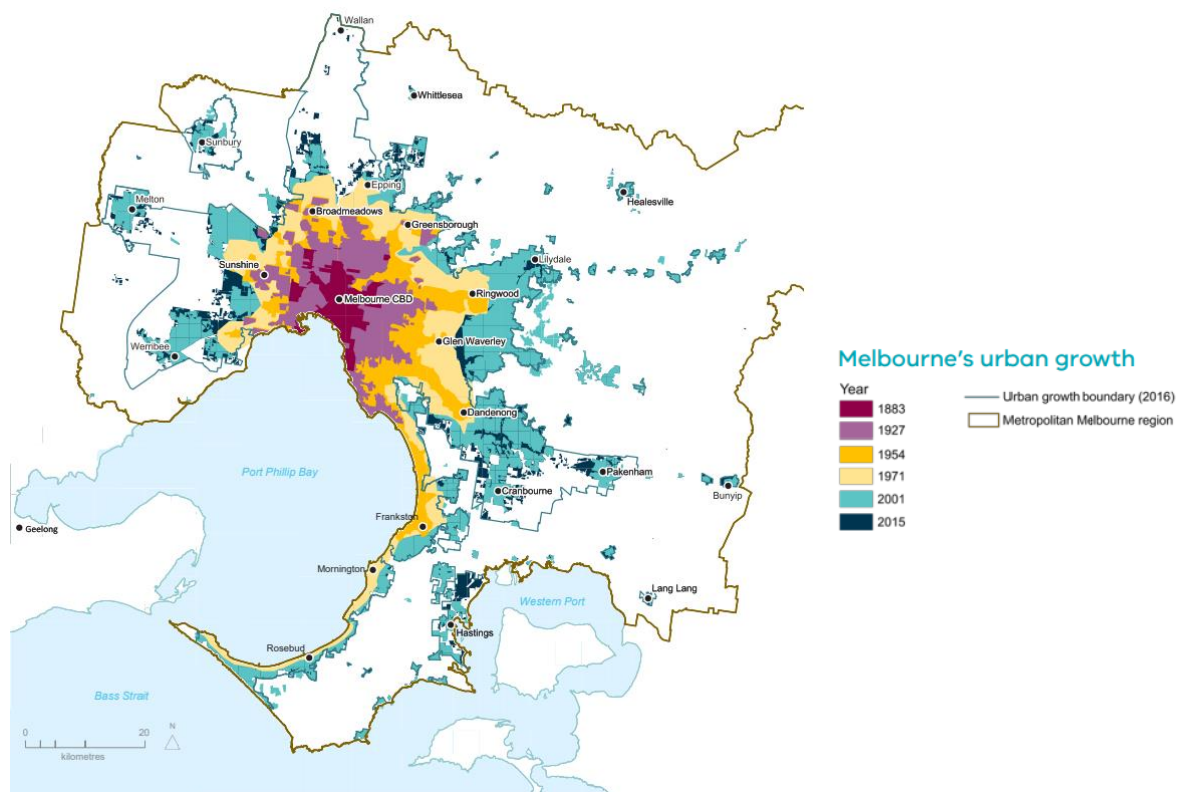 Wallan
Whittlesea
Sunbury
Epping
Melton
Healesville
Broadmeadows
Greensborough
Lilydale
Sunshine
Ringwood
Melbourne CBD
Glen Waverley
Werribee
Dandenong
Port Phillip Bay
Pakenham
Bunyip
Cranbourne
Geelong
Frankston
Mornington
Lang Lang
Western Port
Hastings
Rosebud
Bass Strait
0 20
kilometres
N
Melbourne's urban growth
Year
1883
1927
1954
1971
2001
2015
Urban growth boundary (2016)
Metropolitan Melbourne region